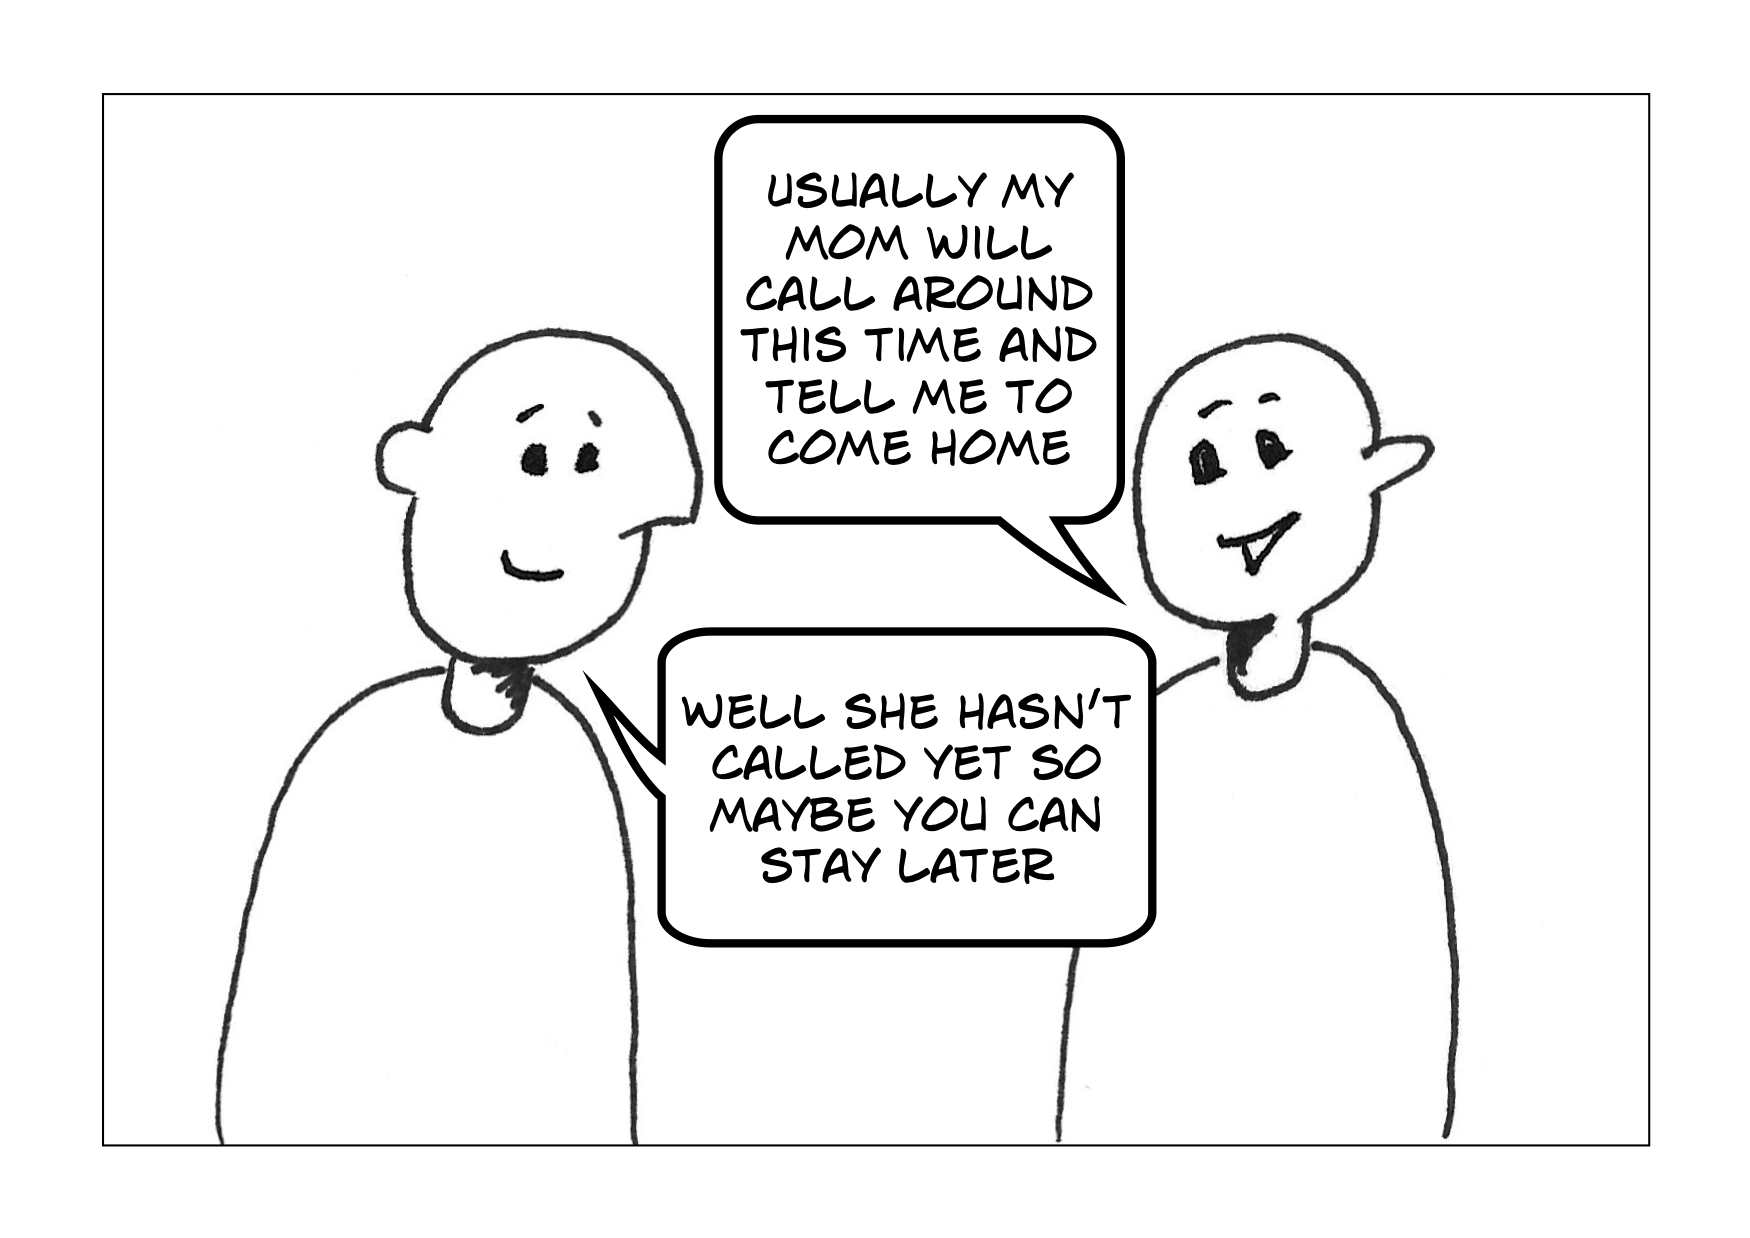 USUALLY MY
MOM WILL
CALL AROUND
THIS TIME AND
TELL ME TO
COME HOME
WELL SHE HASN'T
CALLED YET SO
MAYBE YOU CAN
STAY LATER